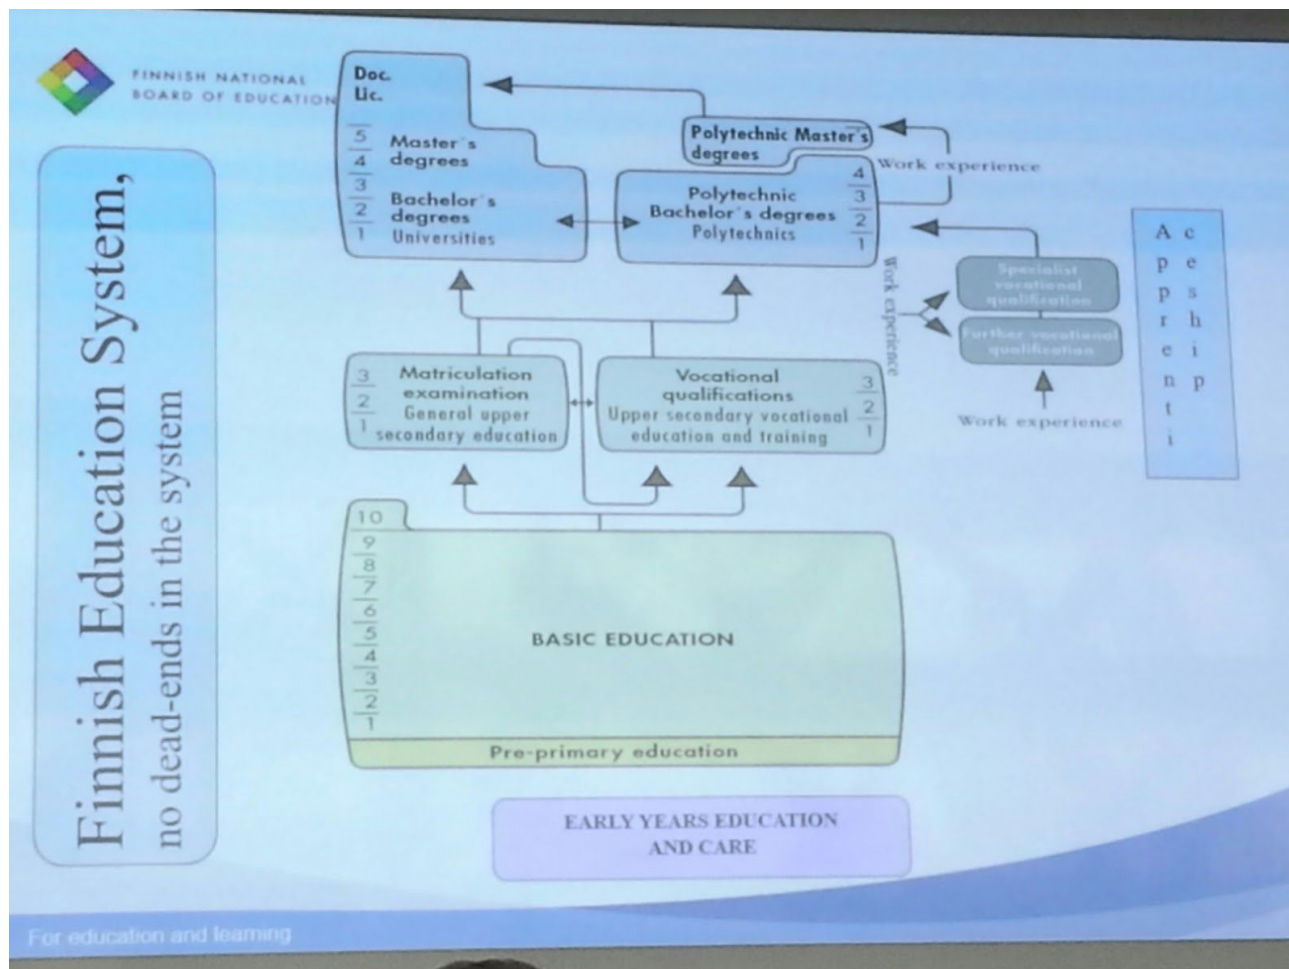 FINNISH NATIONAL
BOARD OF EDUCATION
Finnish Education System,
no dead-ends in the system
Doc.
Lic.
5
4
3
2
1
Master´s
degrees
Bachelor´s
degrees
Universities
Polytechnic Master´s
degrees
Work experience
Polytechnic
Bachelor´s degrees
Polytechnics
4
3
2
1
Work experience
Specialist
vocational
qualification
Further vocational
qualification
Work experience
A c
p e
p s
r h
e i
n p
t
i
3
2
1
Matriculation
examination
General upper
secondary education
Vocational
qualifications
Upper secondary vocational
education and training
3
2
1
10
9
8
7
6
5
4
3
2
1
BASIC EDUCATION
Pre-primary education
EARLY YEARS EDUCATION
AND CARE
For education and learning